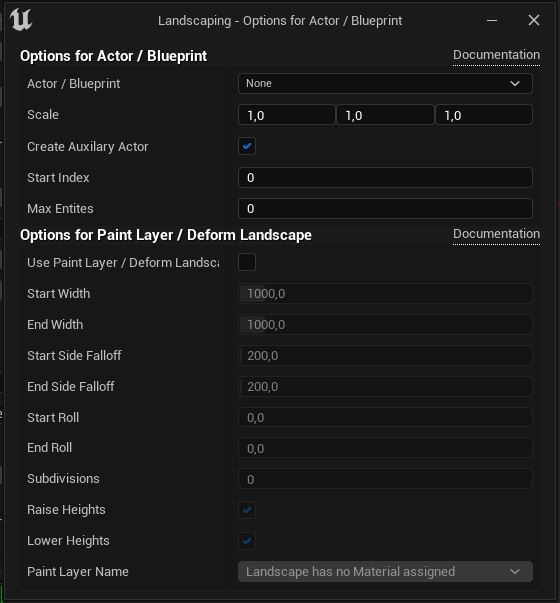 Landscaping - Options for Actor / Blueprint
Options for Actor / Blueprint Documentation
Actor / Blueprint None
Scale 1,0 1,0 1,0
Create Auxilary Actor
Start Index 0
Max Entites 0
Options for Paint Layer / Deform Landscape Documentation
Use Paint Layer / Deform Landsca
Start Width 1000,0
End Width 1000,0
Start Side Falloff 200,0
End Side Falloff 200,0
Start Roll 0,0
End Roll 0,0
Subdivisions 0
Raise Heights
Lower Heights
Paint Layer Name Landscape has no Material assigned